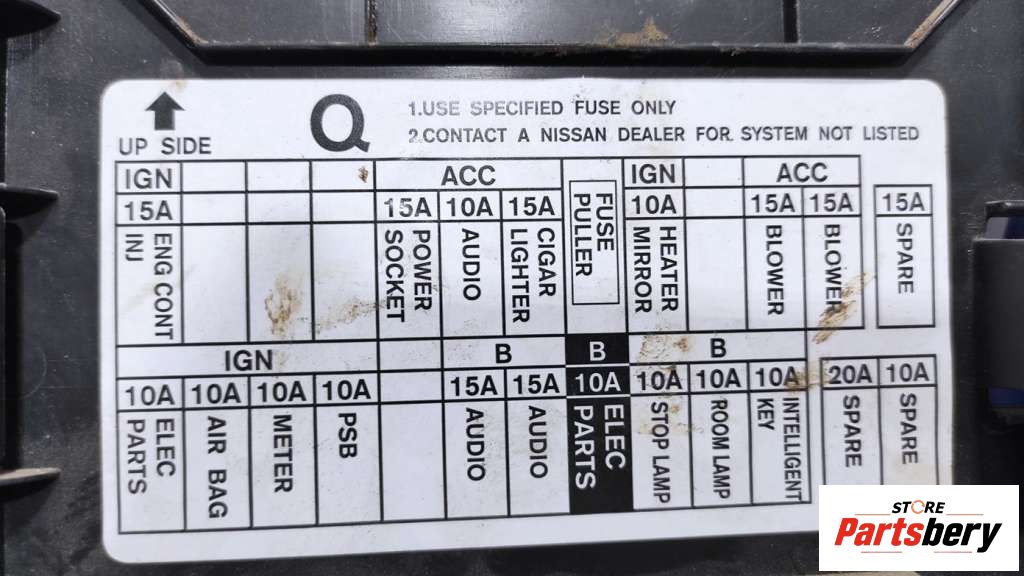 UP SIDE
Q
1.USE SPECIFIED FUSE ONLY
2.CONTACT A NISSAN DEALER FOR SYSTEM NOT LISTED
IGN
ACC
FUSE PULLER
IGN
ACC
15A
15A
10A
15A
10A
15A
15A
15A
ENG CONT
INJ
POWER
SOCKET
AUDIO
CIGAR
LIGHTER
HEATER
MIRROR
BLOWER
BLOWER
SPARE
IGN
B
B
B
10A
10A
10A
10A
15A
15A
10A
10A
10A
10A
20A
10A
ELEC
PARTS
AIR BAG
METER
PSB
AUDIO
AUDIO
ELEC
PARTS
STOP LAMP
ROOM LAMP
INTELLIGENT
KEY
SPARE
SPARE
STORE
Partsbery